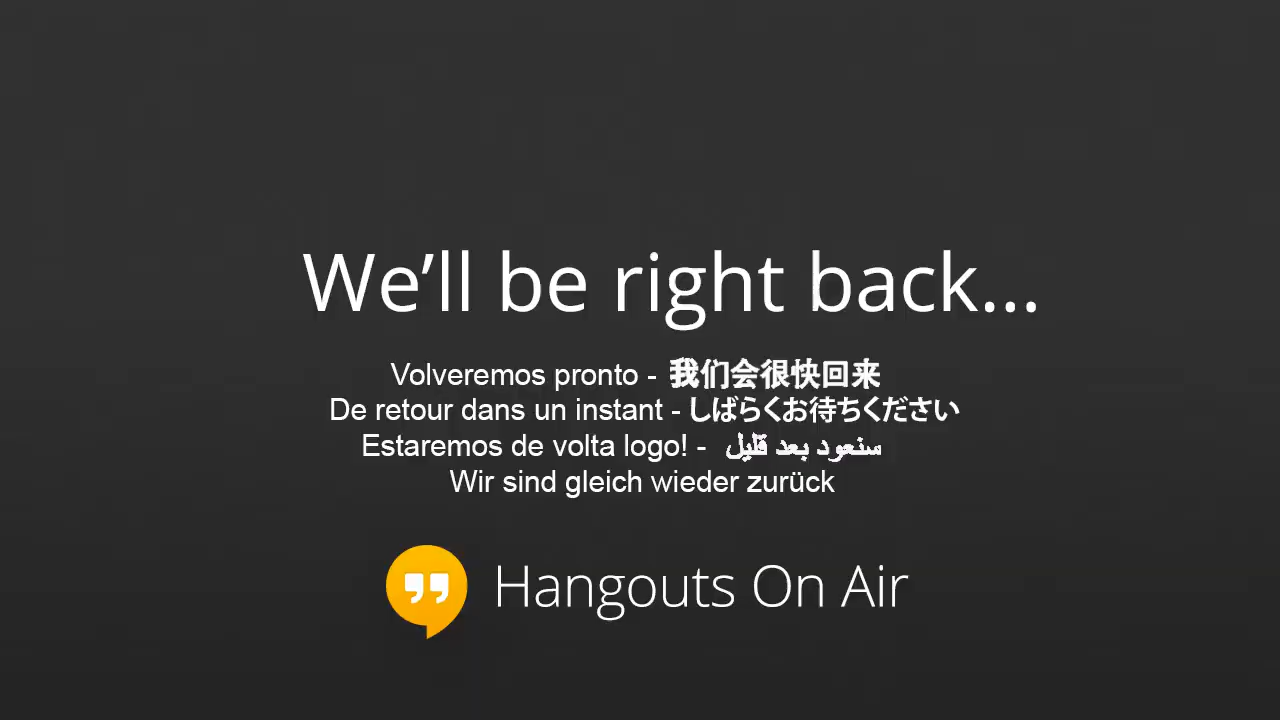 We’ll be right back...
Volveremos pronto - 我们会很快回来
De retour dans un instant - しばらくお待ちください
Estaremos de volta logo! - سنعود بعد قليل
Wir sind gleich wieder zurück
Hangouts On Air